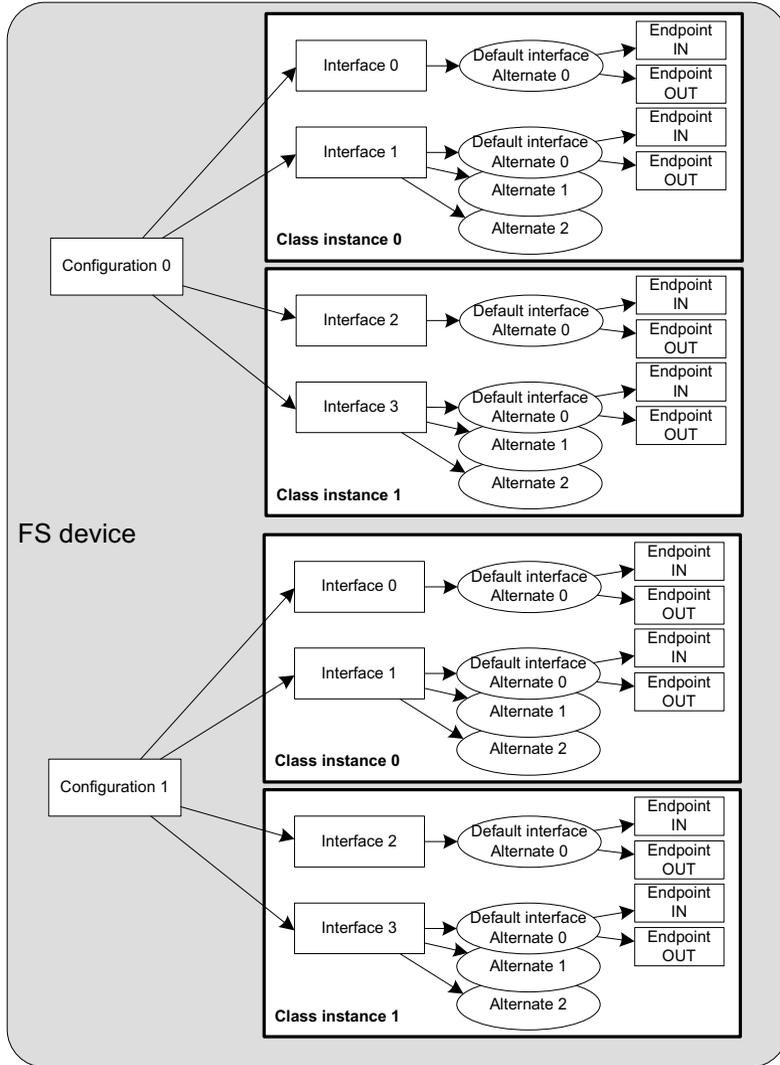 Endpoint
IN
Default interface
Interface 0
Alternate 0
Endpoint
OUT
Endpoint
IN
Default interface
Interface 1
Alternate 0
Endpoint
OUT
Alternate 1
Alternate 2
Class instance 0
Configuration 0
Endpoint
IN
Default interface
Interface 2
Alternate 0
Endpoint
OUT
Endpoint
IN
Default interface
Interface 3
Alternate 0
Endpoint
OUT
Alternate 1
Alternate 2
Class instance 1
FS device
Endpoint
IN
Default interface
Interface 0
Alternate 0
Endpoint
OUT
Endpoint
IN
Default interface
Interface 1
Alternate 0
Endpoint
OUT
Alternate 1
Alternate 2
Class instance 0
Configuration 1
Endpoint
IN
Default interface
Interface 2
Alternate 0
Endpoint
OUT
Endpoint
IN
Default interface
Interface 3
Alternate 0
Endpoint
OUT
Alternate 1
Alternate 2
Class instance 1